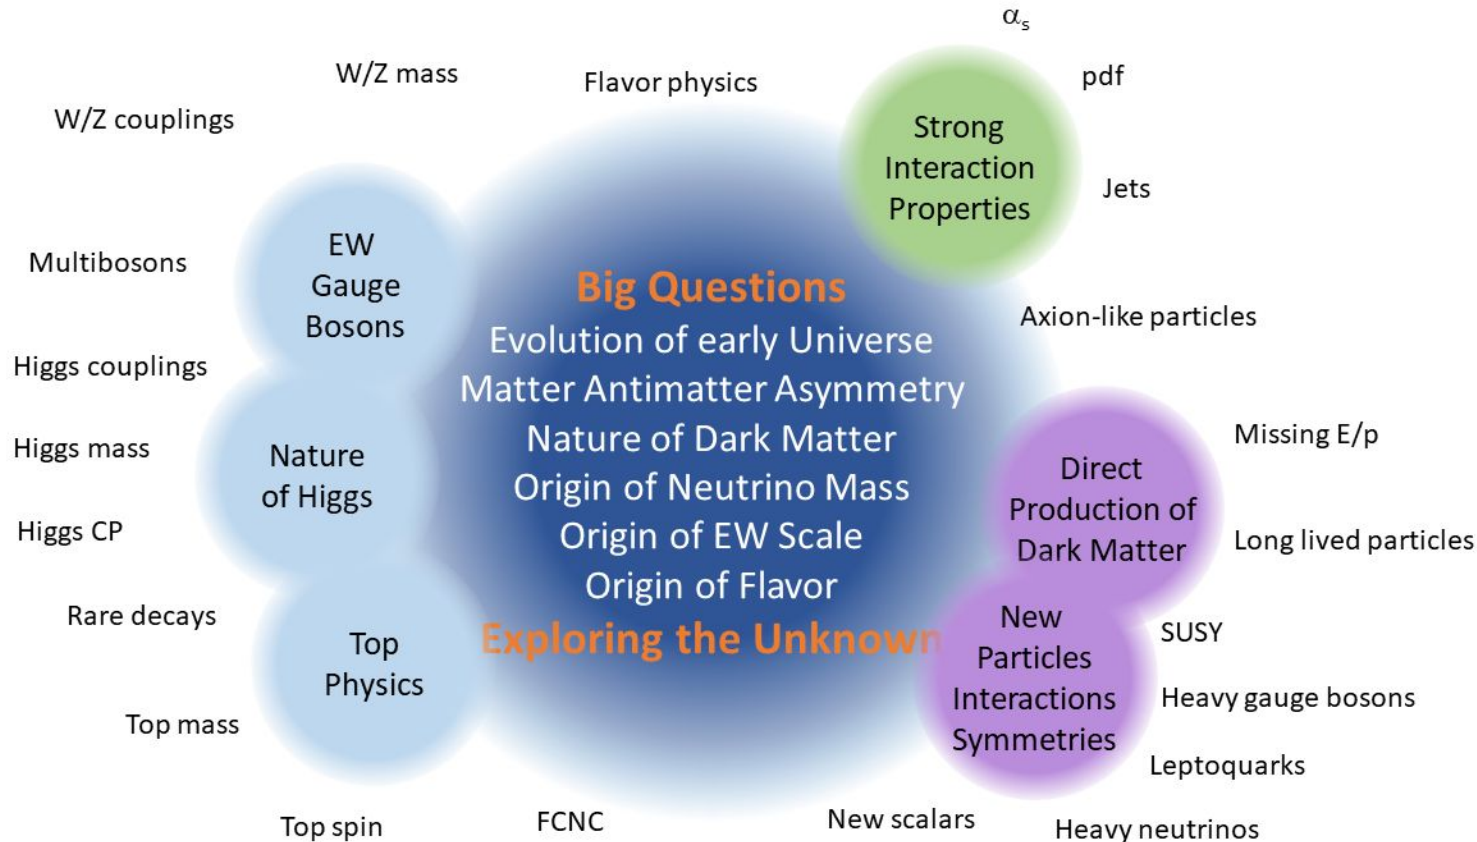 α_s
W/Z mass
Flavor physics
pdf
W/Z couplings
Strong
Interaction
Properties
Jets
EW
Gauge
Bosons
Multibosons
Big Questions
Evolution of early Universe
Matter Antimatter Asymmetry
Nature of Dark Matter
Origin of Neutrino Mass
Origin of EW Scale
Origin of Flavor
Exploring the Unknown
Axion-like particles
Higgs couplings
Higgs mass
Higgs CP
Nature
of Higgs
Missing E/p
Direct
Production of
Dark Matter
Long lived particles
Rare decays
Top
Physics
New
Particles
Interactions
Symmetries
SUSY
Heavy gauge bosons
Leptoquarks
Top mass
Top spin
FCNC
New scalars
Heavy neutrinos